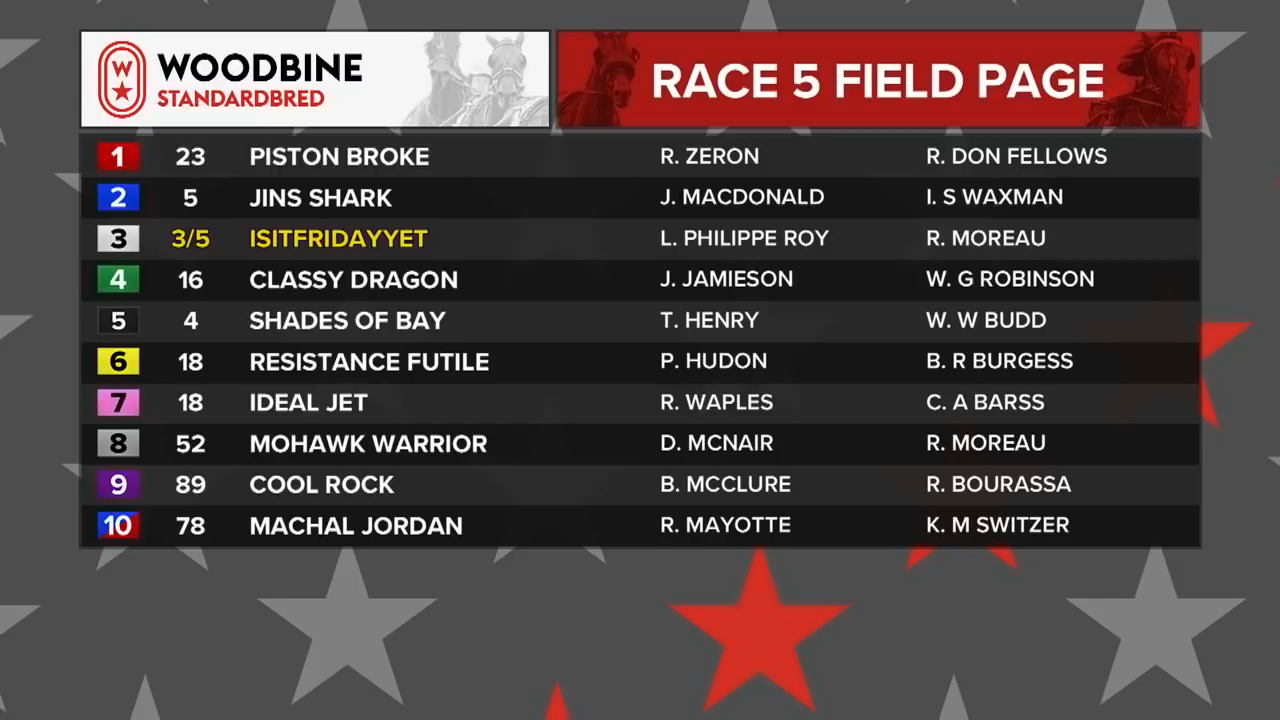 W
WOODBINE
STANDARDBRED
RACE 5 FIELD PAGE
1 23 PISTON BROKE R. ZERON R. DON FELLOWS
2 5 JINS SHARK J. MACDONALD I. S WAXMAN
3 3/5 ISITFRIDAYYET L. PHILIPPE ROY R. MOREAU
4 16 CLASSY DRAGON J. JAMIESON W. G ROBINSON
5 4 SHADES OF BAY T. HENRY W. W BUDD
6 18 RESISTANCE FUTILE P. HUDON B. R BURGESS
7 18 IDEAL JET R. WAPLES C. A BARSS
8 52 MOHAWK WARRIOR D. MCNAIR R. MOREAU
9 89 COOL ROCK B. MCCLURE R. BOURASSA
10 78 MACHAL JORDAN R. MAYOTTE K. M SWITZER